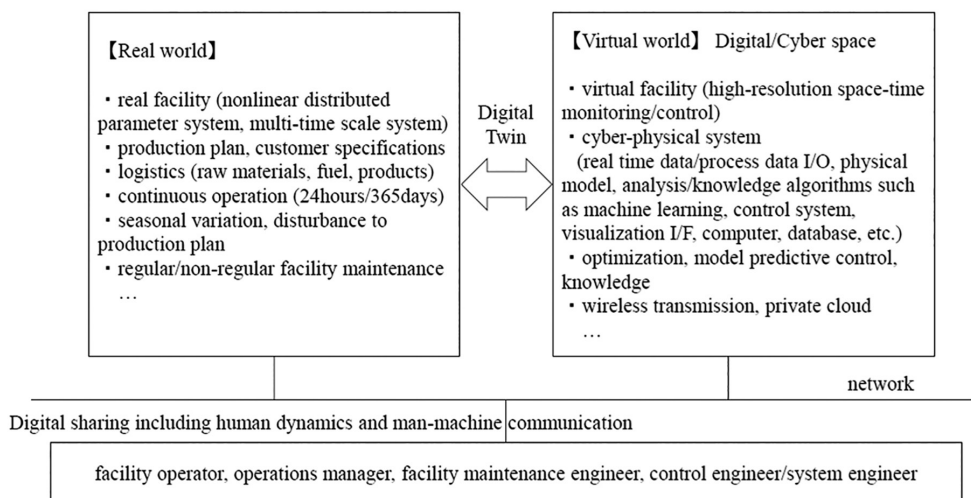 【Real world】
・real facility (nonlinear distributed
parameter system, multi-time scale system)
・production plan, customer specifications
・logistics (raw materials, fuel, products)
・continuous operation (24hours/365days)
・seasonal variation, disturbance to
production plan
・regular/non-regular facility maintenance
…
Digital
Twin
【Virtual world】 Digital/Cyber space
・virtual facility (high-resolution space-time
monitoring/control)
・cyber-physical system
(real time data/process data I/O, physical
model, analysis/knowledge algorithms such
as machine learning, control system,
visualization I/F, computer, database, etc.)
・optimization, model predictive control,
knowledge
・wireless transmission, private cloud
…
network
Digital sharing including human dynamics and man-machine communication
facility operator, operations manager, facility maintenance engineer, control engineer/system engineer